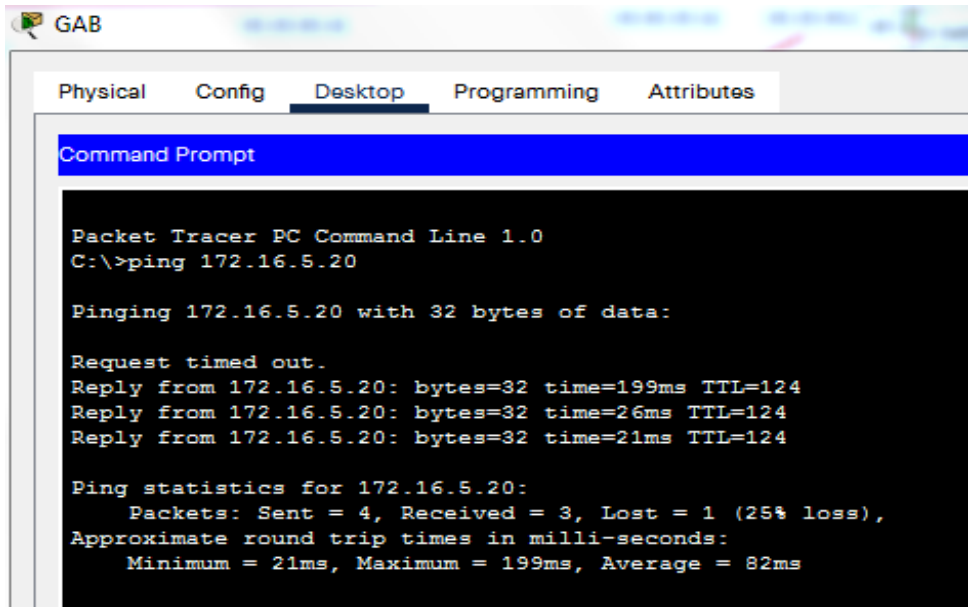 GAB
Physical Config Desktop Programming Attributes
Command Prompt
Packet Tracer PC Command Line 1.0
C:\>ping 172.16.5.20
Pinging 172.16.5.20 with 32 bytes of data:
Request timed out.
Reply from 172.16.5.20: bytes=32 time=199ms TTL=124
Reply from 172.16.5.20: bytes=32 time=26ms TTL=124
Reply from 172.16.5.20: bytes=32 time=21ms TTL=124
Ping statistics for 172.16.5.20:
Packets: Sent = 4, Received = 3, Lost = 1 (25% loss),
Approximate round trip times in milli-seconds:
Minimum = 21ms, Maximum = 199ms, Average = 82ms